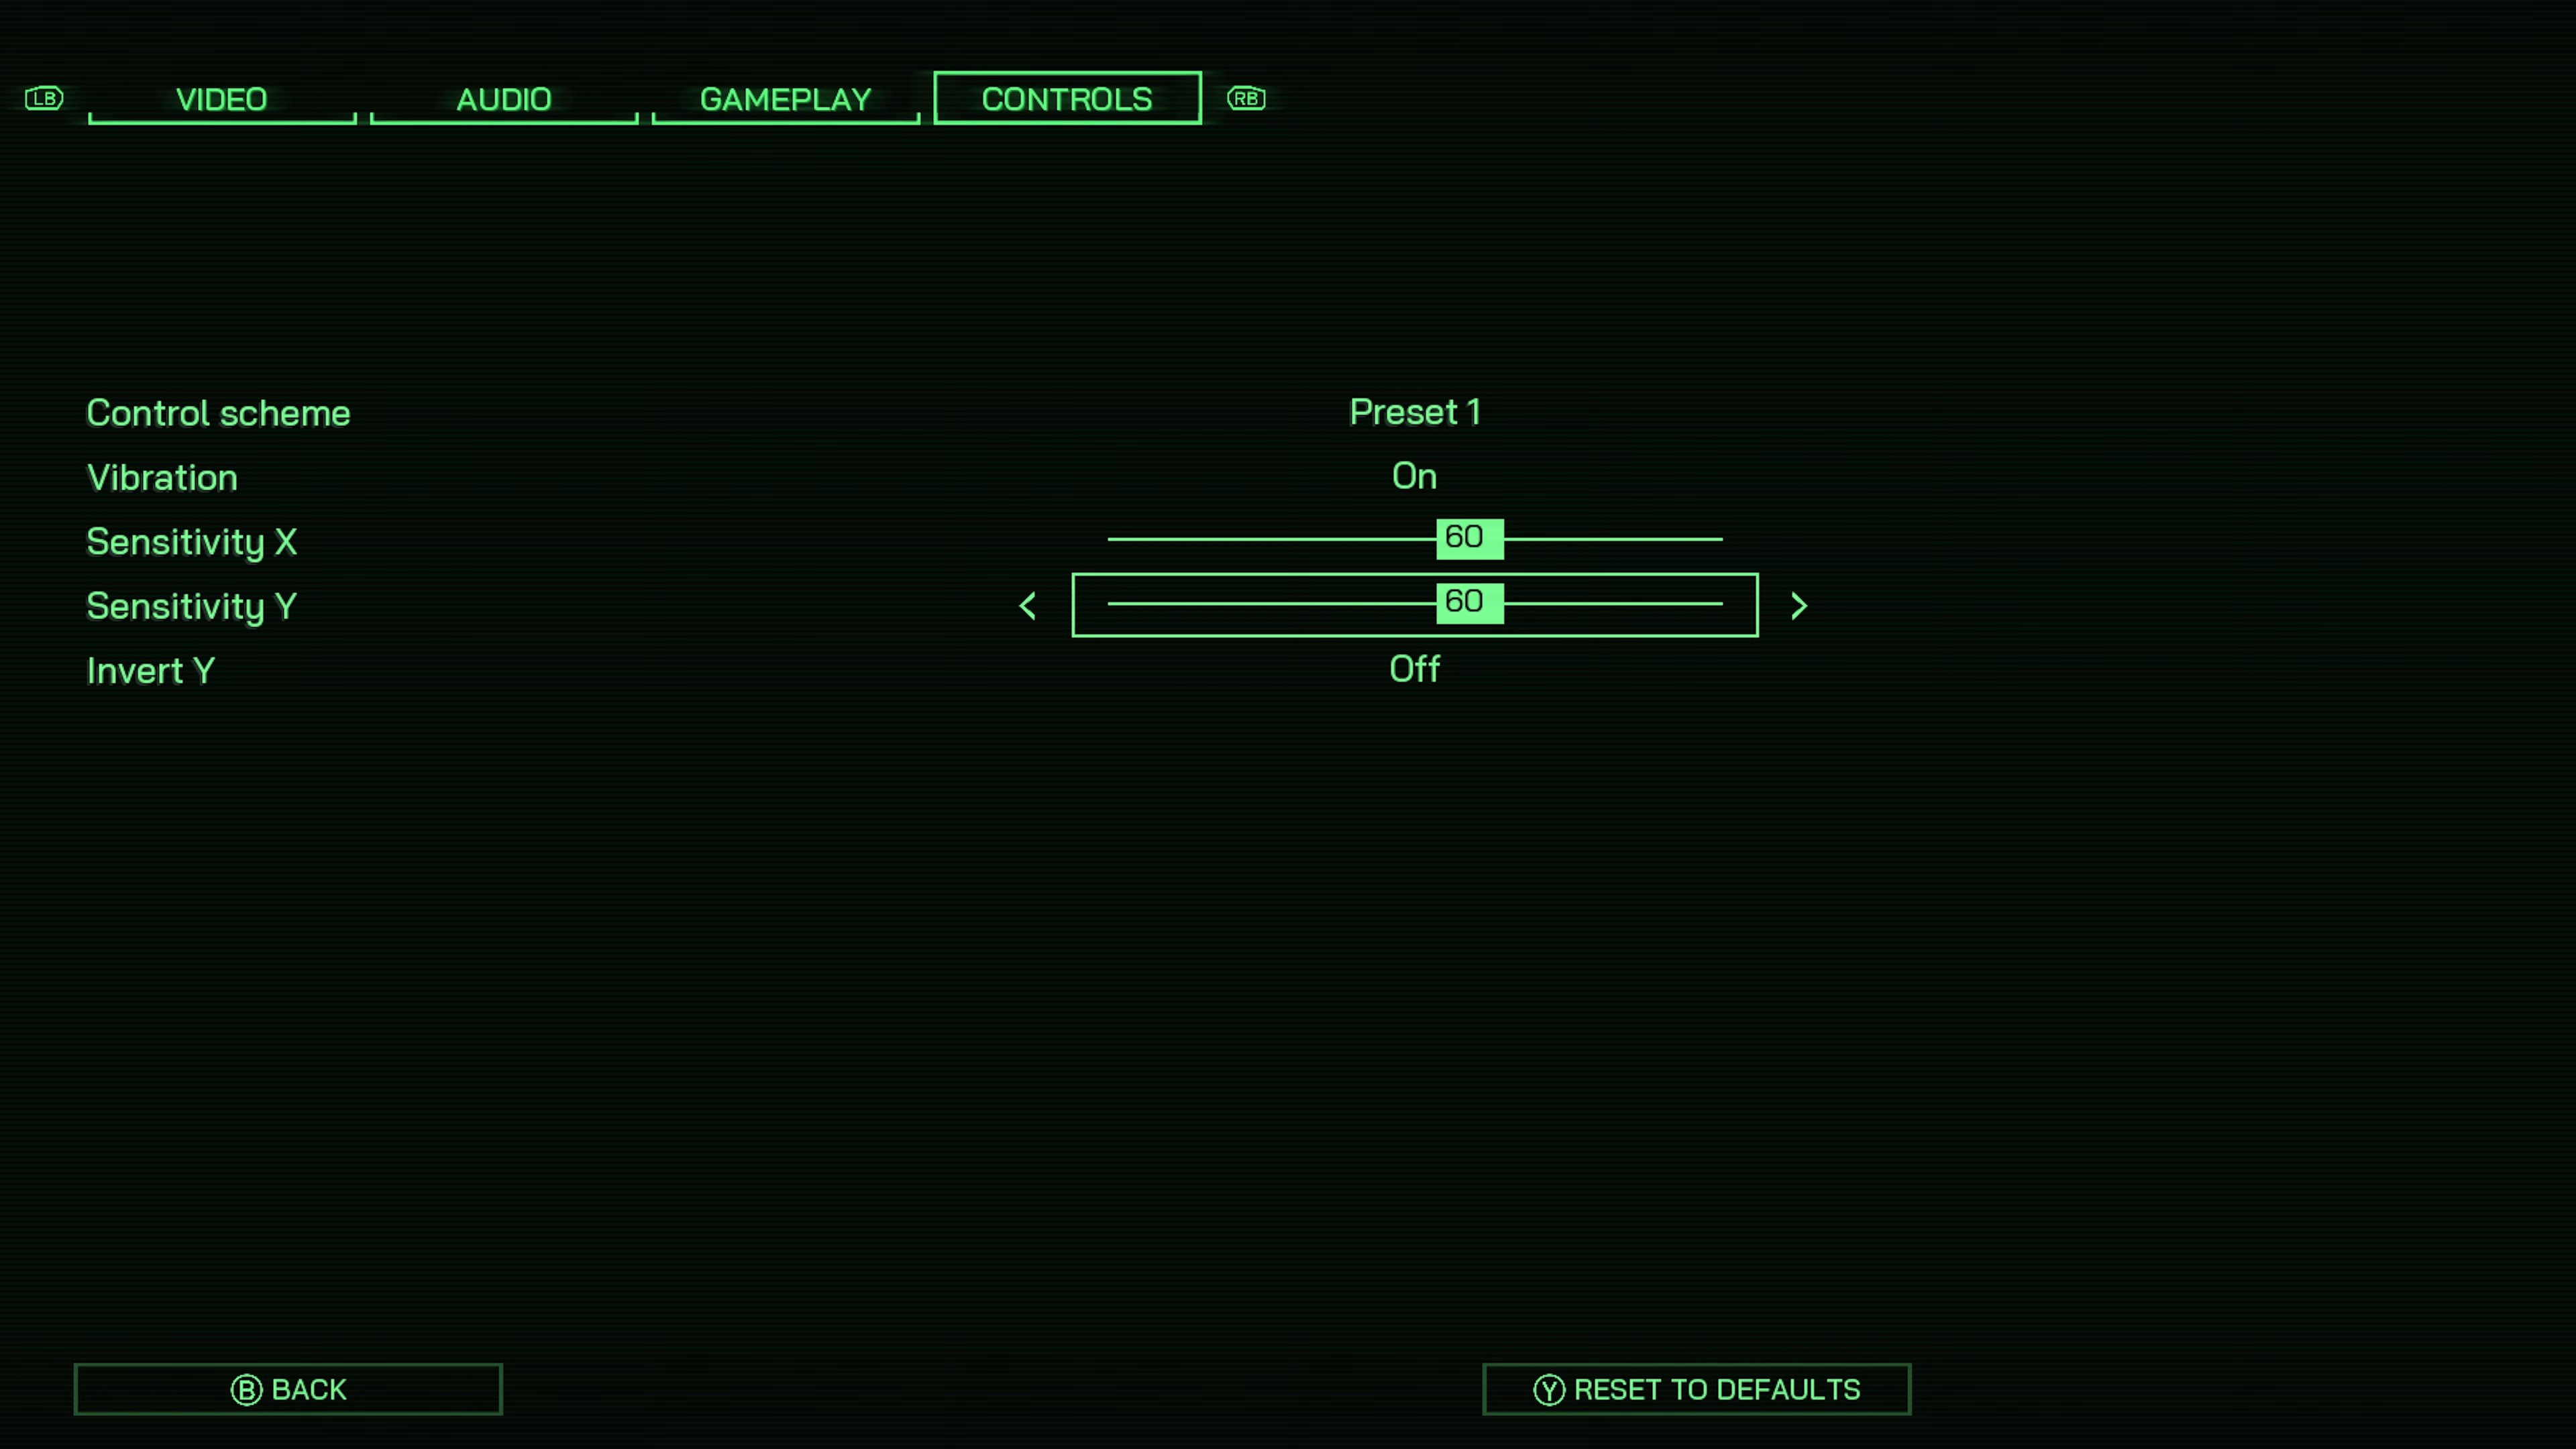 LB VIDEO AUDIO GAMEPLAY CONTROLS RB
Control scheme Preset 1
Vibration On
Sensitivity X 60
Sensitivity Y < 60 >
Invert Y Off
B BACK Y RESET TO DEFAULTS